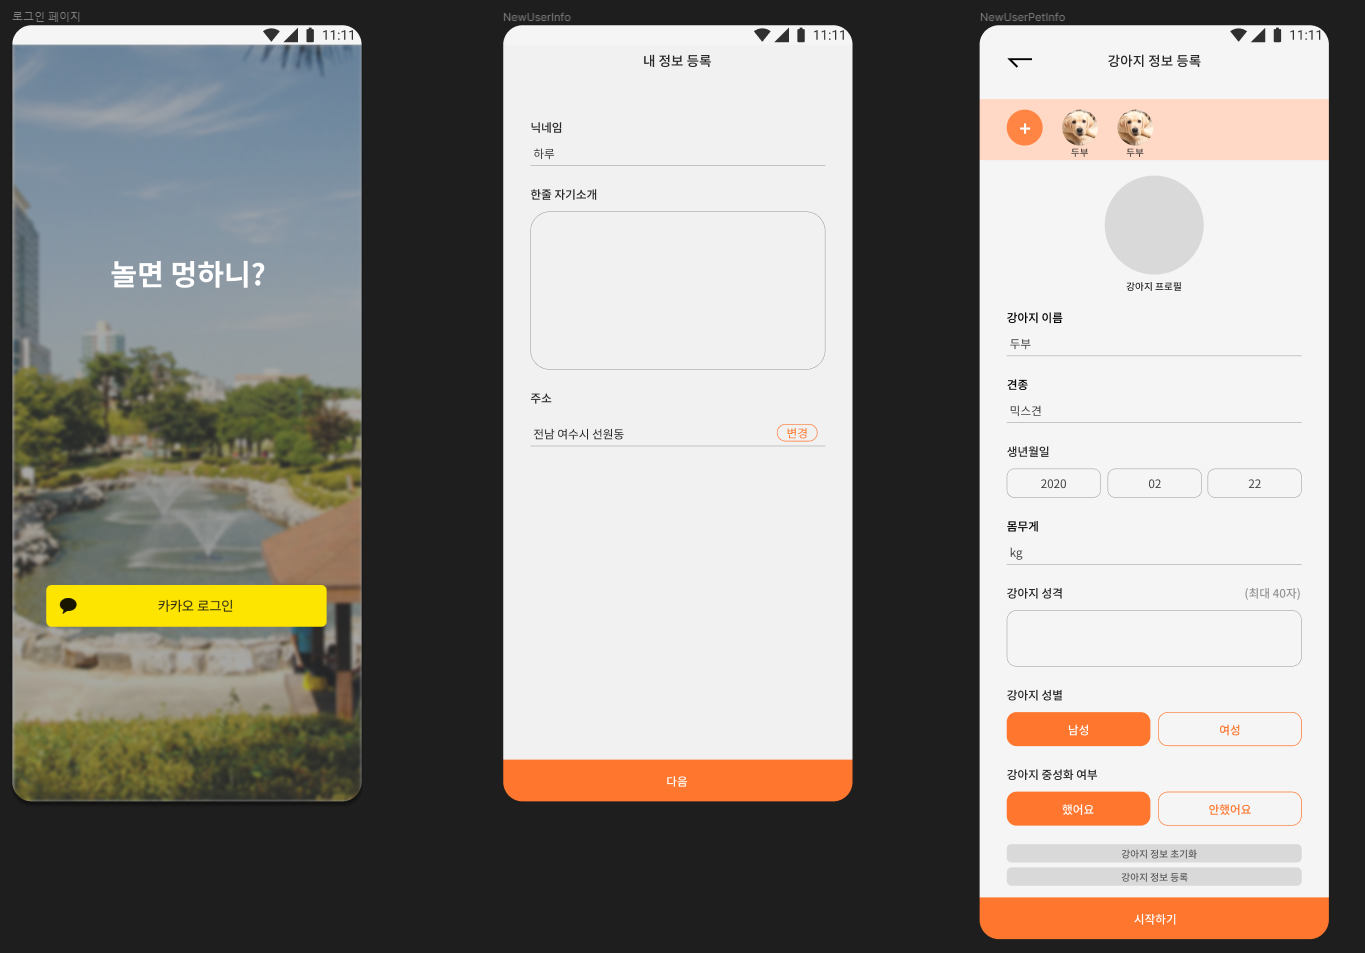 로그인 페이지
11:11
놀면 멍하니?
카카오 로그인
NewUserInfo
11:11
내 정보 등록
닉네임
하루
한줄 자기소개
주소
전남 여수시 선원동
변경
다음
NewUserPetInfo
11:11
강아지 정보 등록
+
두부
두부
강아지 프로필
강아지 이름
두부
견종
믹스견
생년월일
2020
02
22
몸무게
kg
강아지 성격
(최대 40자)
강아지 성별
남성
여성
강아지 중성화 여부
했어요
안했어요
강아지 정보 초기화
강아지 정보 등록
시작하기